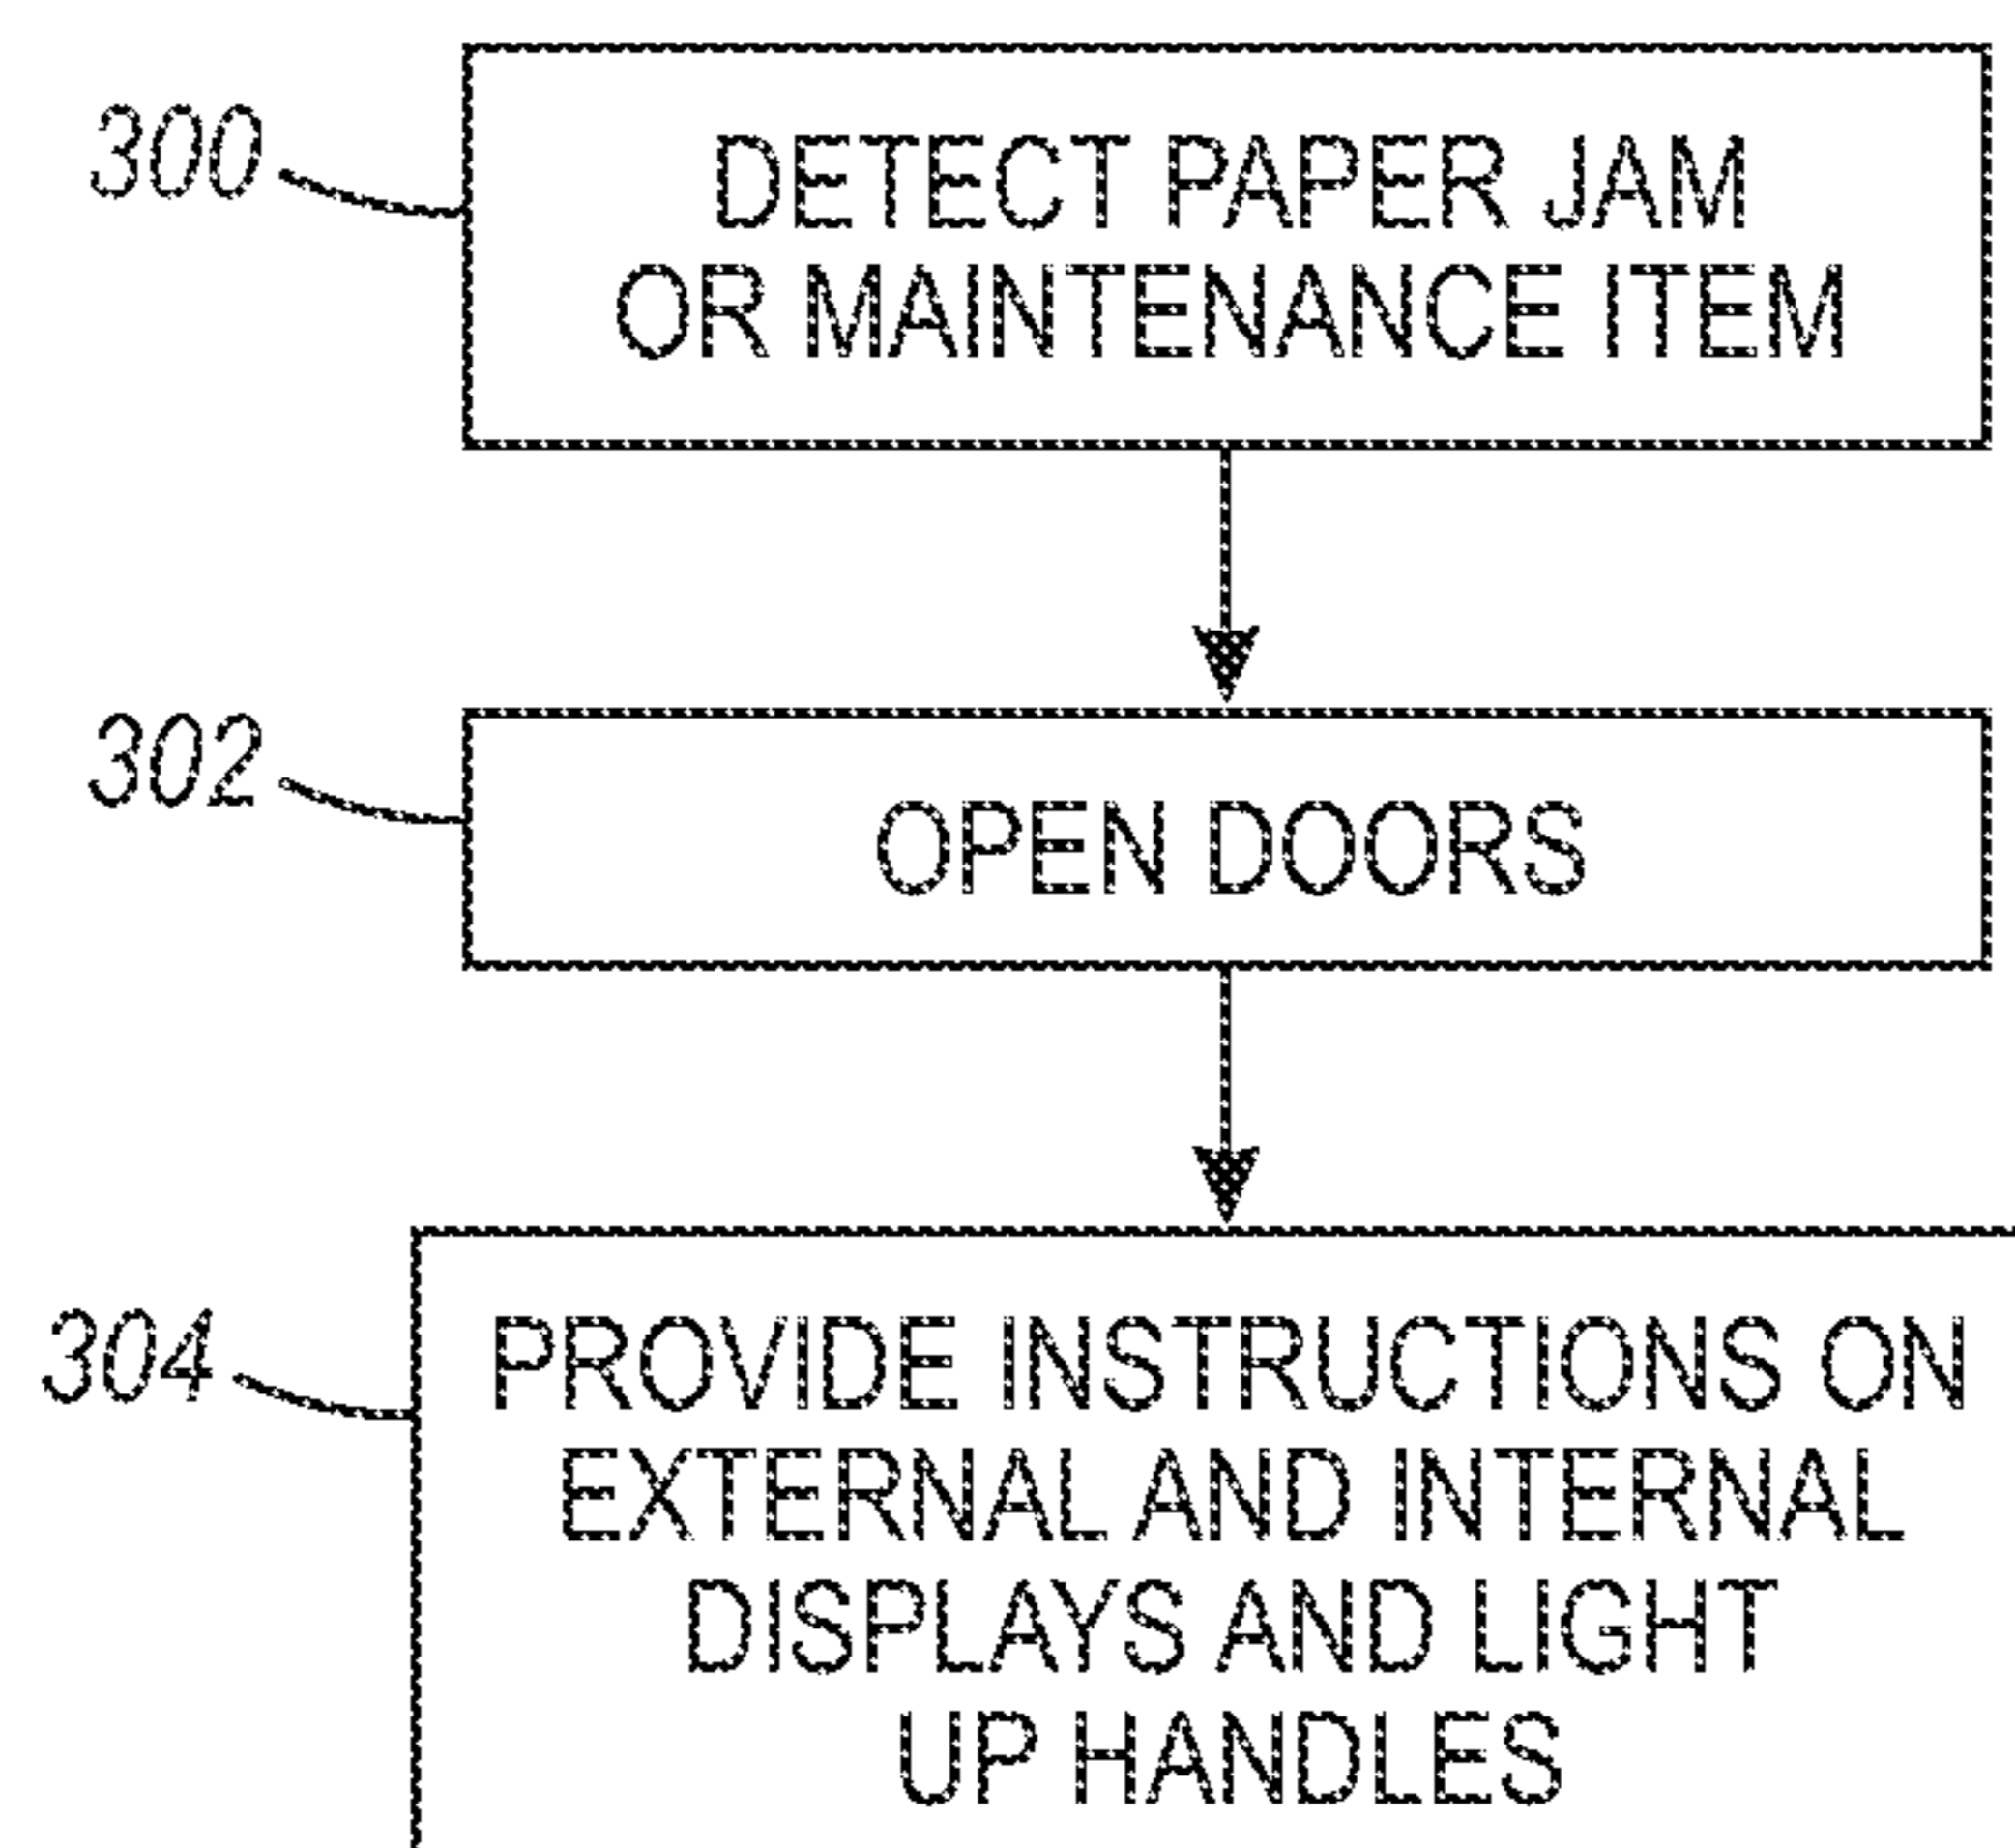 300
DETECT PAPER JAM
OR MAINTENANCE ITEM
302
OPEN DOORS
304
PROVIDE INSTRUCTIONS ON
EXTERNAL AND INTERNAL
DISPLAYS AND LIGHT
UP HANDLES